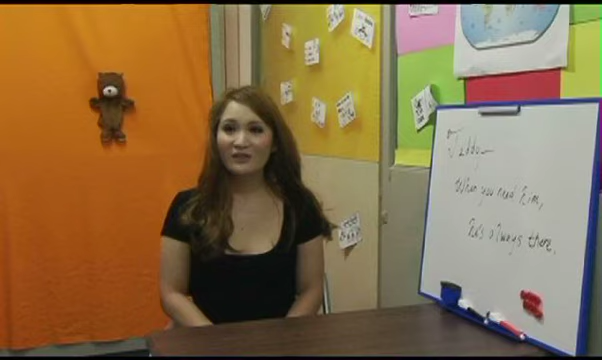 Teddy—
When you need him,
he's always there.